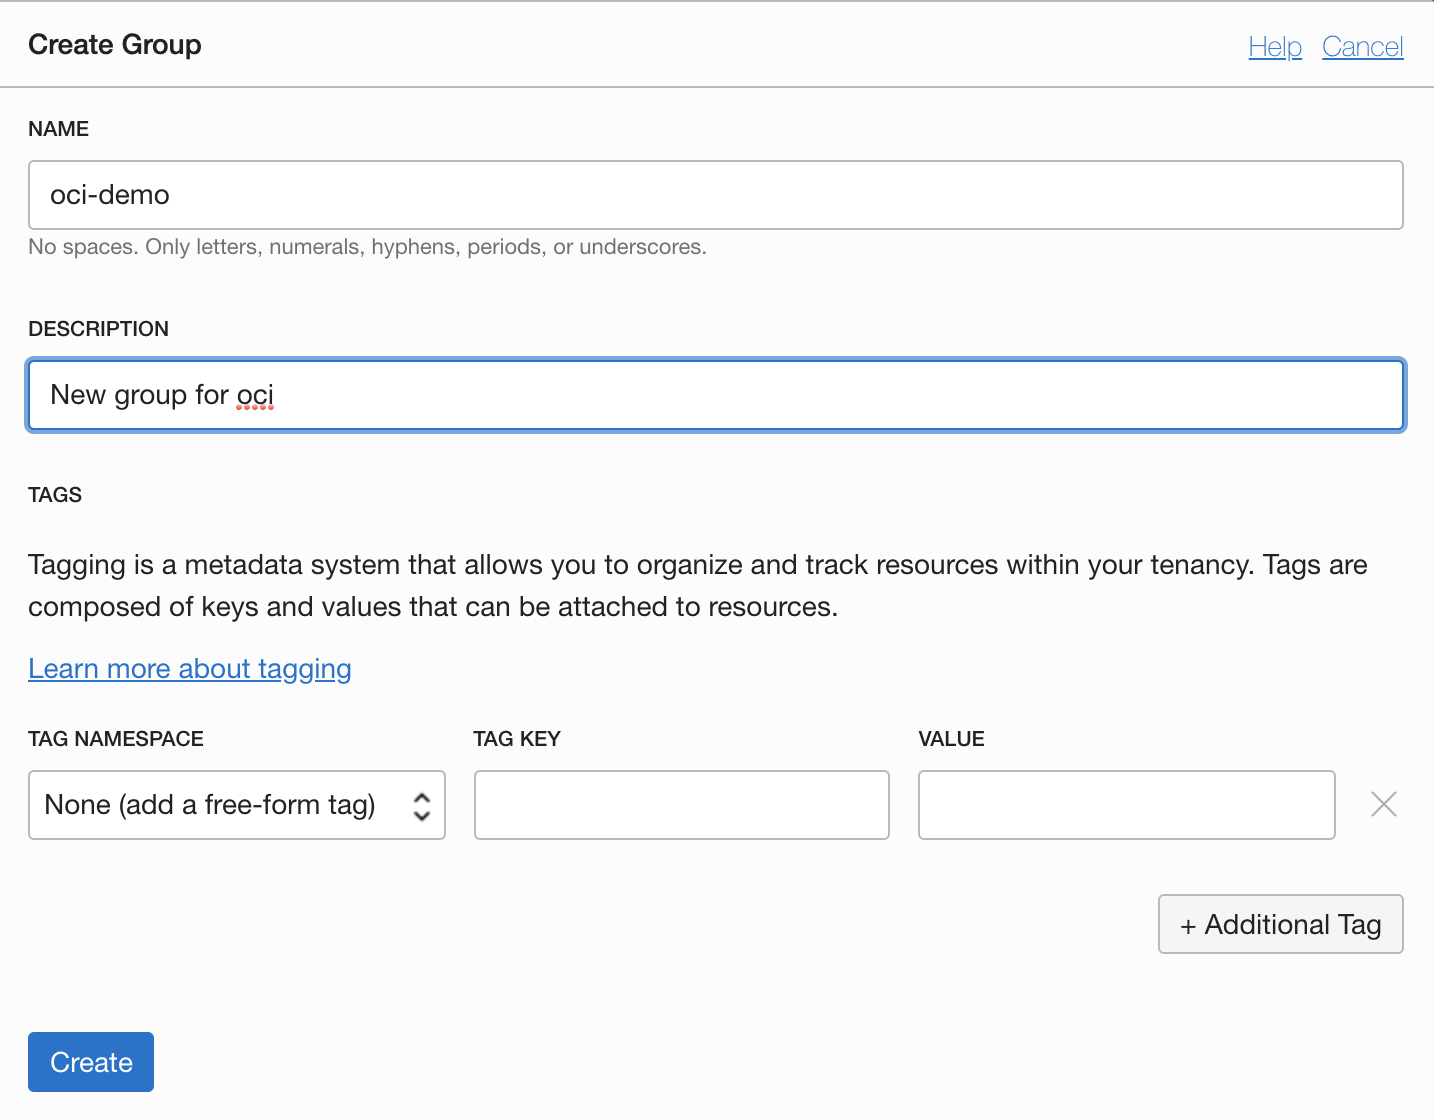 Create Group
Help Cancel
NAME
oci-demo
No spaces. Only letters, numerals, hyphens, periods, or underscores.
DESCRIPTION
New group for oci
TAGS
Tagging is a metadata system that allows you to organize and track resources within your tenancy. Tags are
composed of keys and values that can be attached to resources.
Learn more about tagging
TAG NAMESPACE TAG KEY VALUE
None (add a free-form tag)
+ Additional Tag
Create